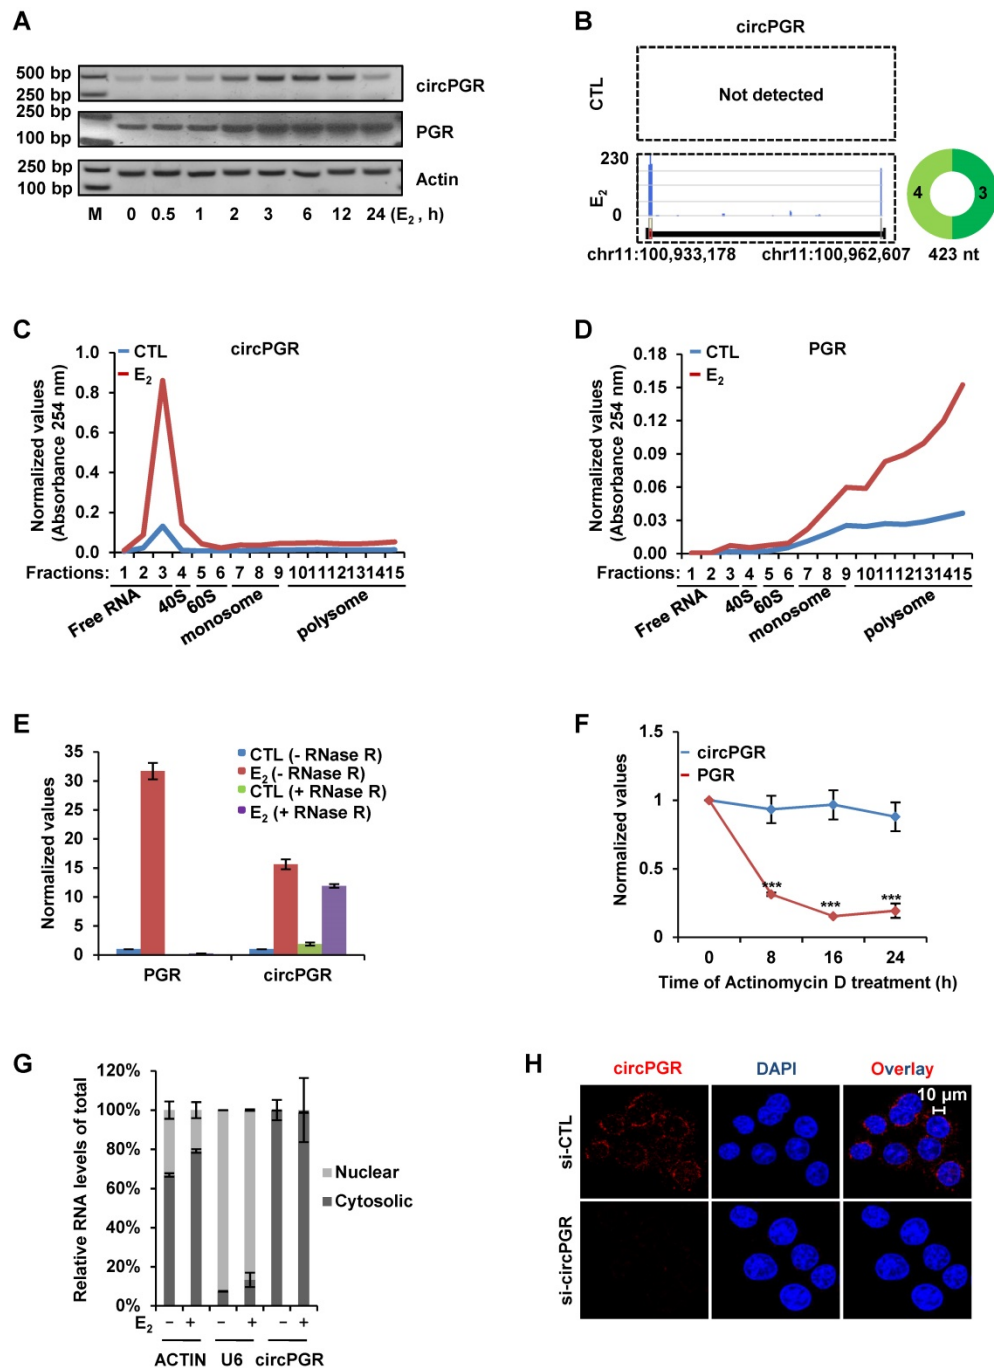 A
500 bp
250 bp
circPGR
250 bp
100 bp
PGR
250 bp
100 bp
Actin
M 0 0.5 1 2 3 6 12 24 (E₂ , h)
B
circPGR
CTL
Not detected
E₂
230
0
chr11:100,933,178 chr11:100,962,607
4 3
423 nt
C
circPGR
CTL
E₂
Normalized values
(Absorbance 254 nm)
1.0
0.8
0.6
0.4
0.2
0.0
Fractions: 1 2 3 4 5 6 7 8 9 10 11 12 13 14 15
Free RNA 40S 60S monosome polysome
D
PGR
CTL
E₂
Normalized values
(Absorbance 254 nm)
0.18
0.15
0.12
0.09
0.06
0.03
0.00
Fractions: 1 2 3 4 5 6 7 8 9 10 11 12 13 14 15
Free RNA 40S 60S monosome polysome
E
Normalized values
35
30
25
20
15
10
5
0
CTL (- RNase R)
E₂ (- RNase R)
CTL (+ RNase R)
E₂ (+ RNase R)
PGR circPGR
F
Normalized values
1.5
1
0.5
0
circPGR
PGR
*** *** ***
0 8 16 24
Time of Actinomycin D treatment (h)
G
Relative RNA levels of total
120%
100%
80%
60%
40%
20%
0%
Nuclear
Cytosolic
E₂ – + – + – +
ACTIN U6 circPGR
H
circPGR DAPI Overlay
10 μm
si-CTL
si-circPGR